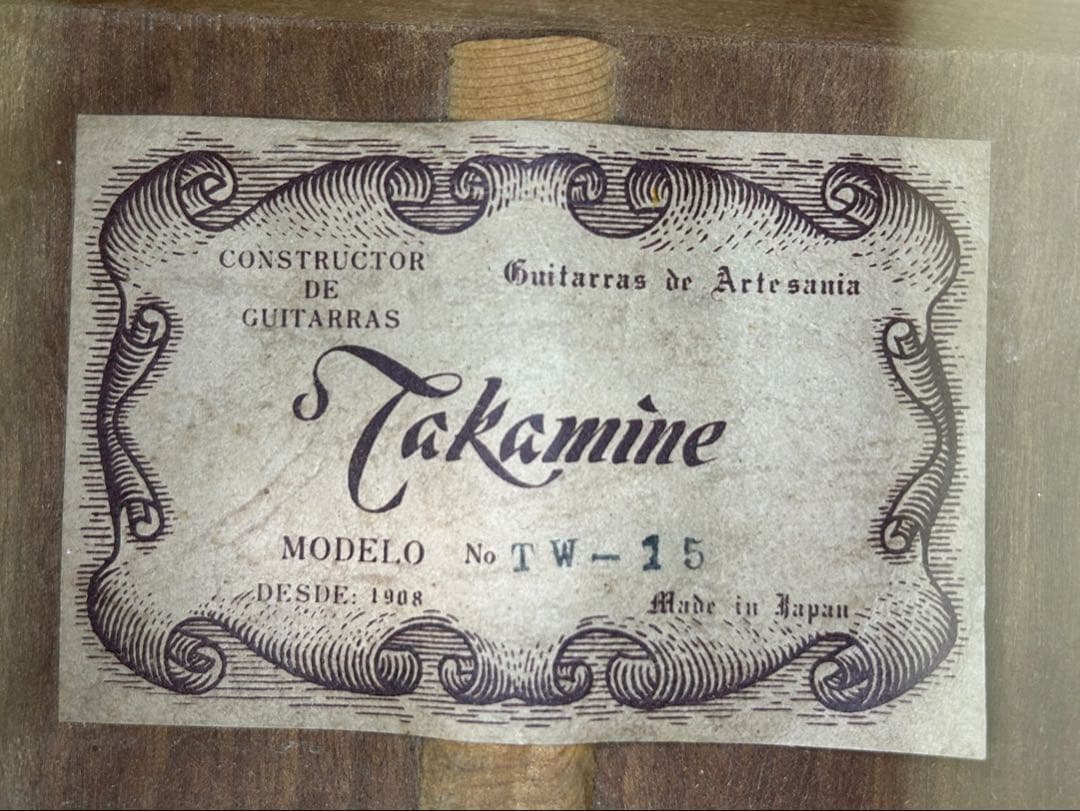 CONSTRUCTOR
DE
GUITARRAS
Guitarras de Artesania
Takamine
MODELO No TW-15
DESDE: 1908
Made in Japan